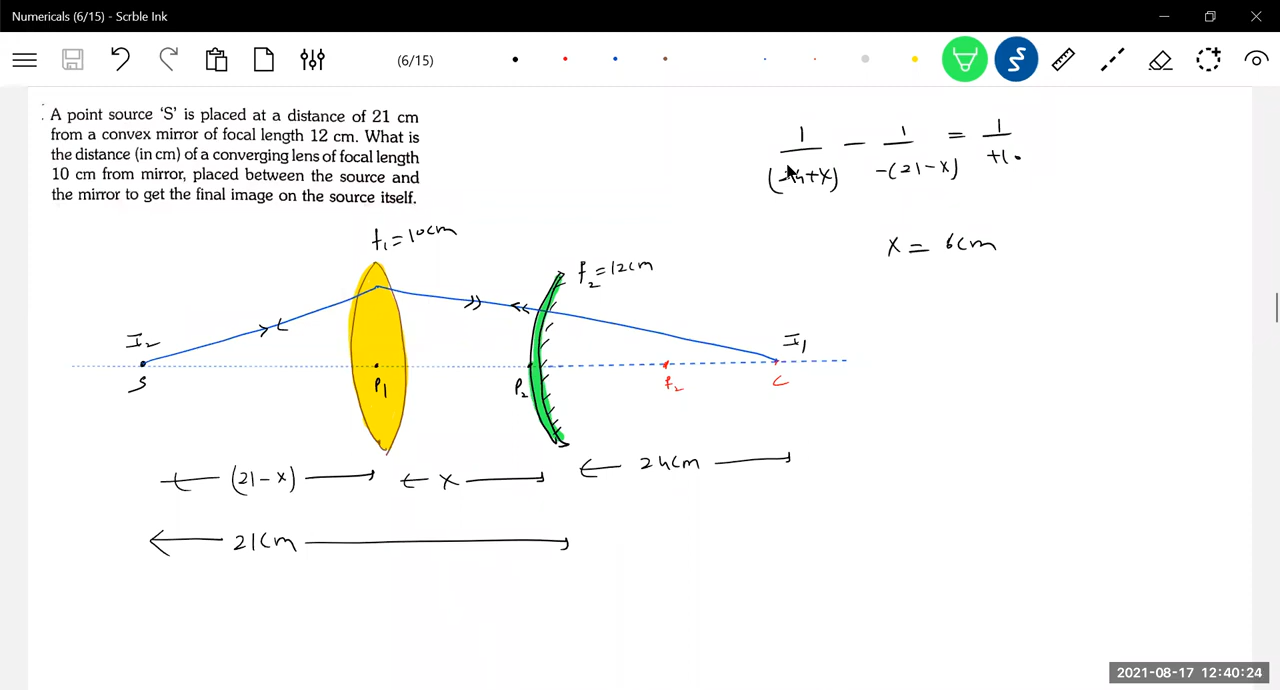 Numericals (6/15) - Scrble Ink
(6/15)
A point source 'S' is placed at a distance of 21 cm
from a convex mirror of focal length 12 cm. What is
the distance (in cm) of a converging lens of focal length
10 cm from mirror, placed between the source and
the mirror to get the final image on the source itself.
1/(24+x) - 1/-(21-x) = 1/+10
x = 6cm
f₁=10cm
f₂=12cm
I₂
I₁
S
P₁
P₂
f₂
C
(21-x)
x
24cm
21cm
2021-08-17 12:40:24